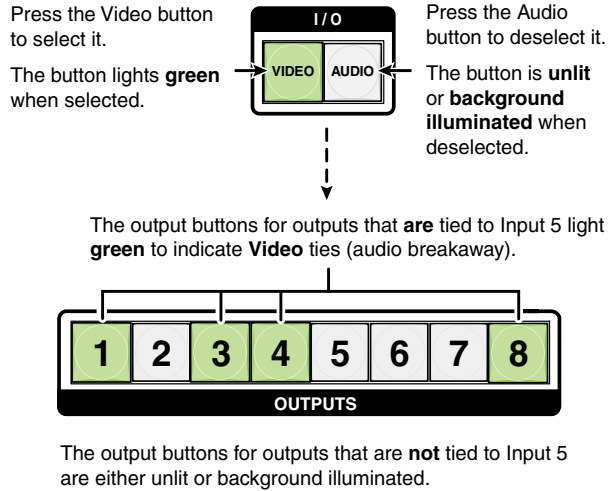 Press the Video button
to select it.
The button lights green
when selected.
I / O
VIDEO
AUDIO
Press the Audio
button to deselect it.
The button is unlit
or background
illuminated when
deselected.
The output buttons for outputs that are tied to Input 5 light
green to indicate Video ties (audio breakaway).
1 2 3 4 5 6 7 8
OUTPUTS
The output buttons for outputs that are not tied to Input 5
are either unlit or background illuminated.